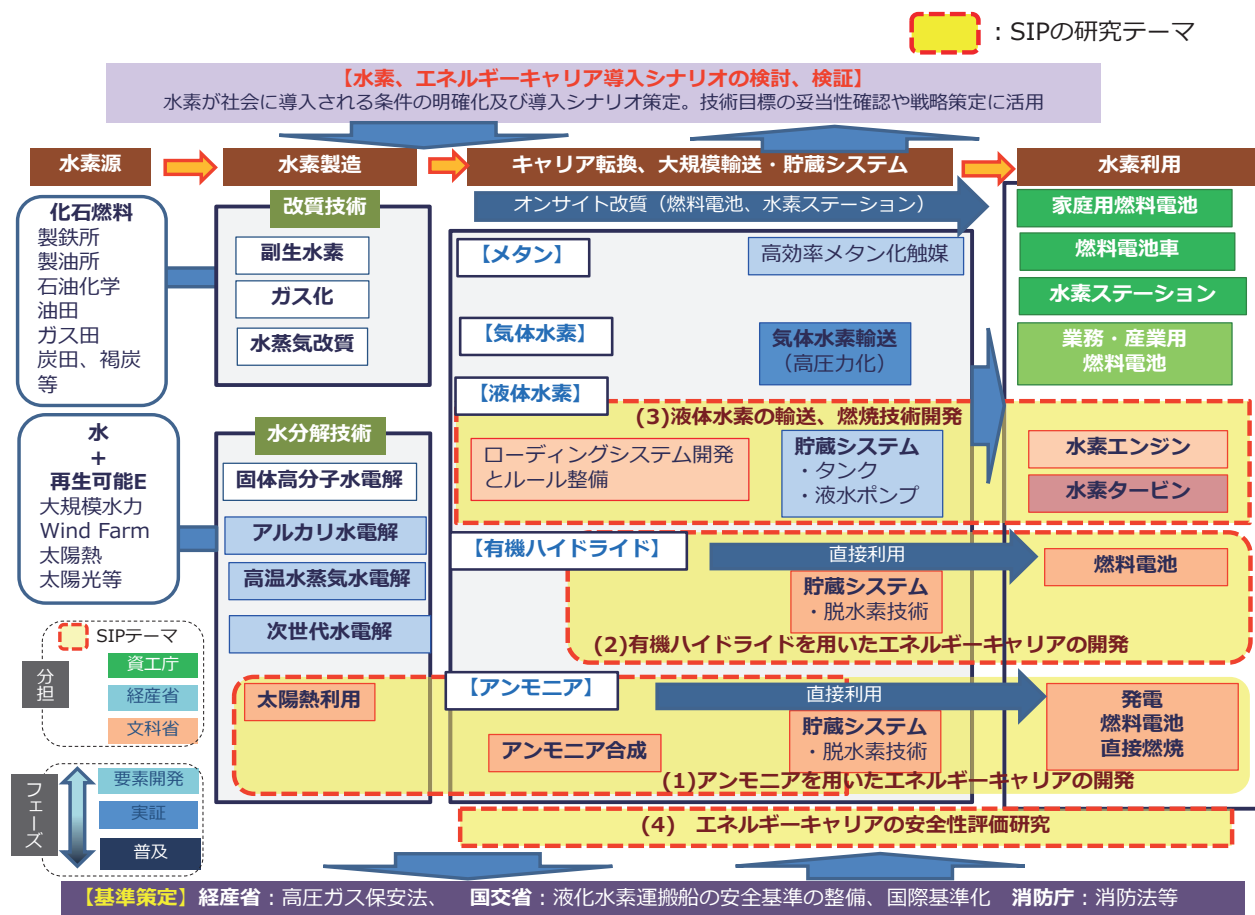 ：SIPの研究テーマ
【水素、エネルギーキャリア導入シナリオの検討、検証】
水素が社会に導入される条件の明確化及び導入シナリオ策定。技術目標の妥当性確認や戦略策定に活用
水素源
水素製造
キャリア転換、大規模輸送・貯蔵システム
水素利用
化石燃料
製鉄所
製油所
石油化学
油田
ガス田
炭田、褐炭
等
水
+
再生可能E
大規模水力
Wind Farm
太陽熱
太陽光等
改質技術
副生水素
ガス化
水蒸気改質
水分解技術
固体高分子水電解
アルカリ水電解
高温水蒸気水電解
次世代水電解
太陽熱利用
オンサイト改質（燃料電池、水素ステーション）
【メタン】
高効率メタン化触媒
【気体水素】
気体水素輸送
（高圧力化）
【液体水素】
(3)液体水素の輸送、燃焼技術開発
ローディングシステム開発
とルール整備
貯蔵システム
・タンク
・液水ポンプ
【有機ハイドライド】
直接利用
貯蔵システム
・脱水素技術
(2)有機ハイドライドを用いたエネルギーキャリアの開発
【アンモニア】
直接利用
アンモニア合成
貯蔵システム
・脱水素技術
(1)アンモニアを用いたエネルギーキャリアの開発
(4)　エネルギーキャリアの安全性評価研究
家庭用燃料電池
燃料電池車
水素ステーション
業務・産業用
燃料電池
水素エンジン
水素タービン
燃料電池
発電
燃料電池
直接燃焼
分担
SIPテーマ
資工庁
経産省
文科省
フェーズ
要素開発
実証
普及
【基準策定】経産省：高圧ガス保安法、　国交省：液化水素運搬船の安全基準の整備、国際基準化　消防庁：消防法等